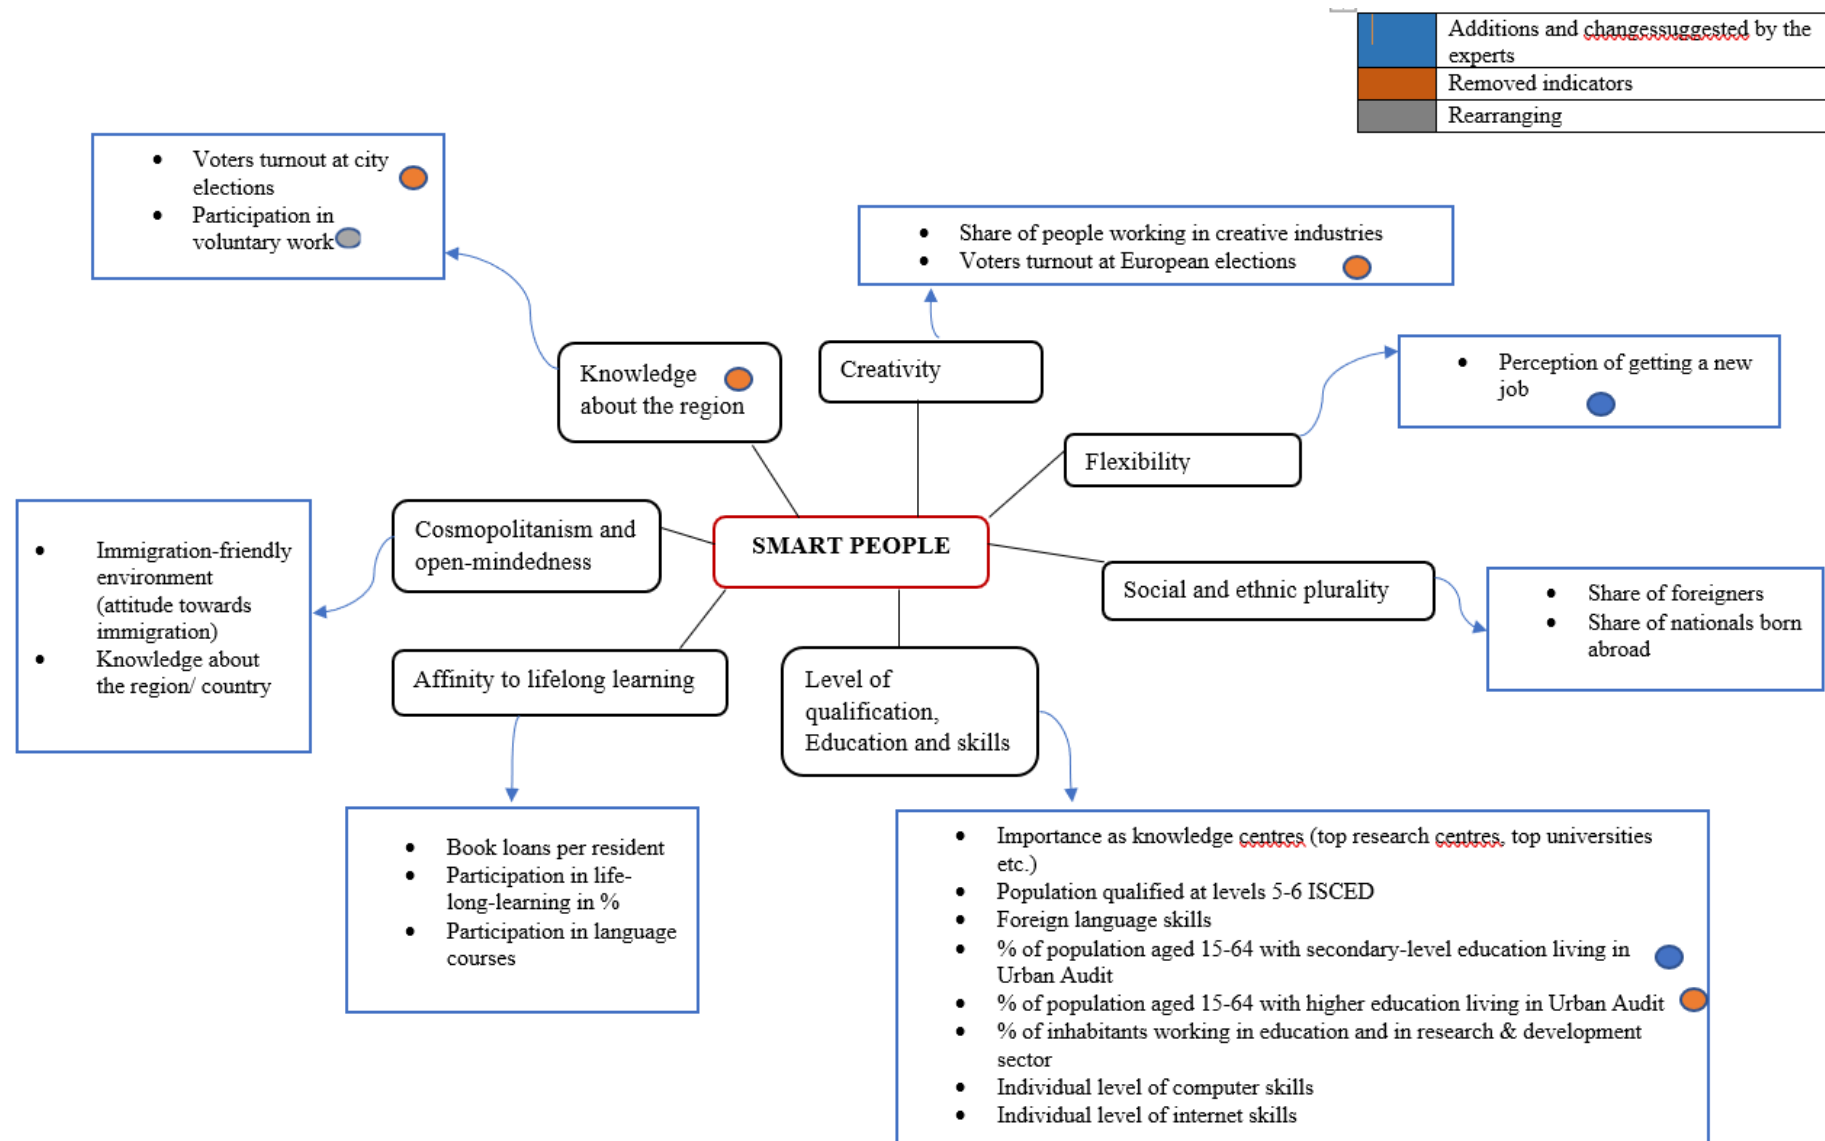 Additions and changessuggested by the
experts
Removed indicators
Rearranging
• Voters turnout at city
elections
• Participation in
voluntary work
• Share of people working in creative industries
• Voters turnout at European elections
Knowledge
about the region
Creativity
• Perception of getting a new
job
Flexibility
Cosmopolitanism and
open-mindedness
SMART PEOPLE
• Immigration-friendly
environment
(attitude towards
immigration)
• Knowledge about
the region/ country
Social and ethnic plurality
• Share of foreigners
• Share of nationals born
abroad
Affinity to lifelong learning
Level of
qualification,
Education and skills
• Book loans per resident
• Participation in life-
long-learning in %
• Participation in language
courses
• Importance as knowledge centres (top research centres, top universities
etc.)
• Population qualified at levels 5-6 ISCED
• Foreign language skills
• % of population aged 15-64 with secondary-level education living in
Urban Audit
• % of population aged 15-64 with higher education living in Urban Audit
• % of inhabitants working in education and in research & development
sector
• Individual level of computer skills
• Individual level of internet skills